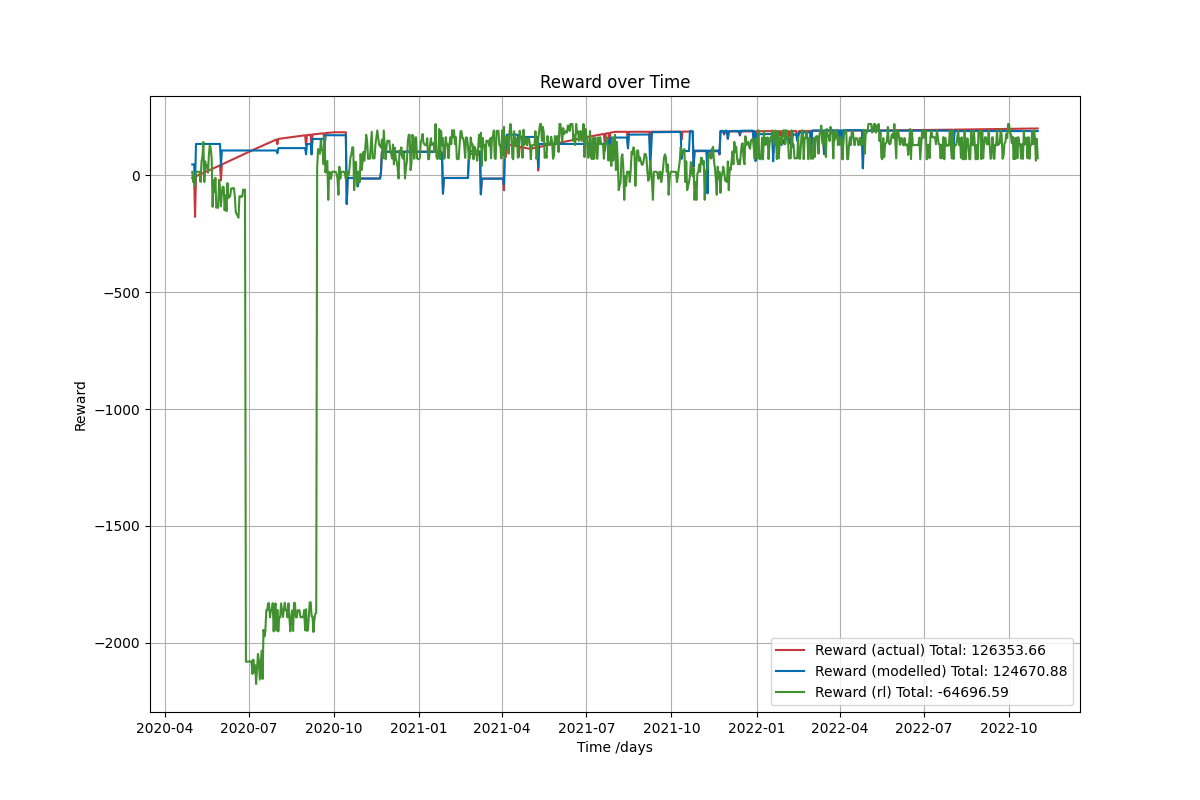 Reward over Time
Reward
0
−500
−1000
−1500
−2000
2020-04 2020-07 2020-10 2021-01 2021-04 2021-07 2021-10 2022-01 2022-04 2022-07 2022-10
Time /days
Reward (actual) Total: 126353.66
Reward (modelled) Total: 124670.88
Reward (rl) Total: -64696.59